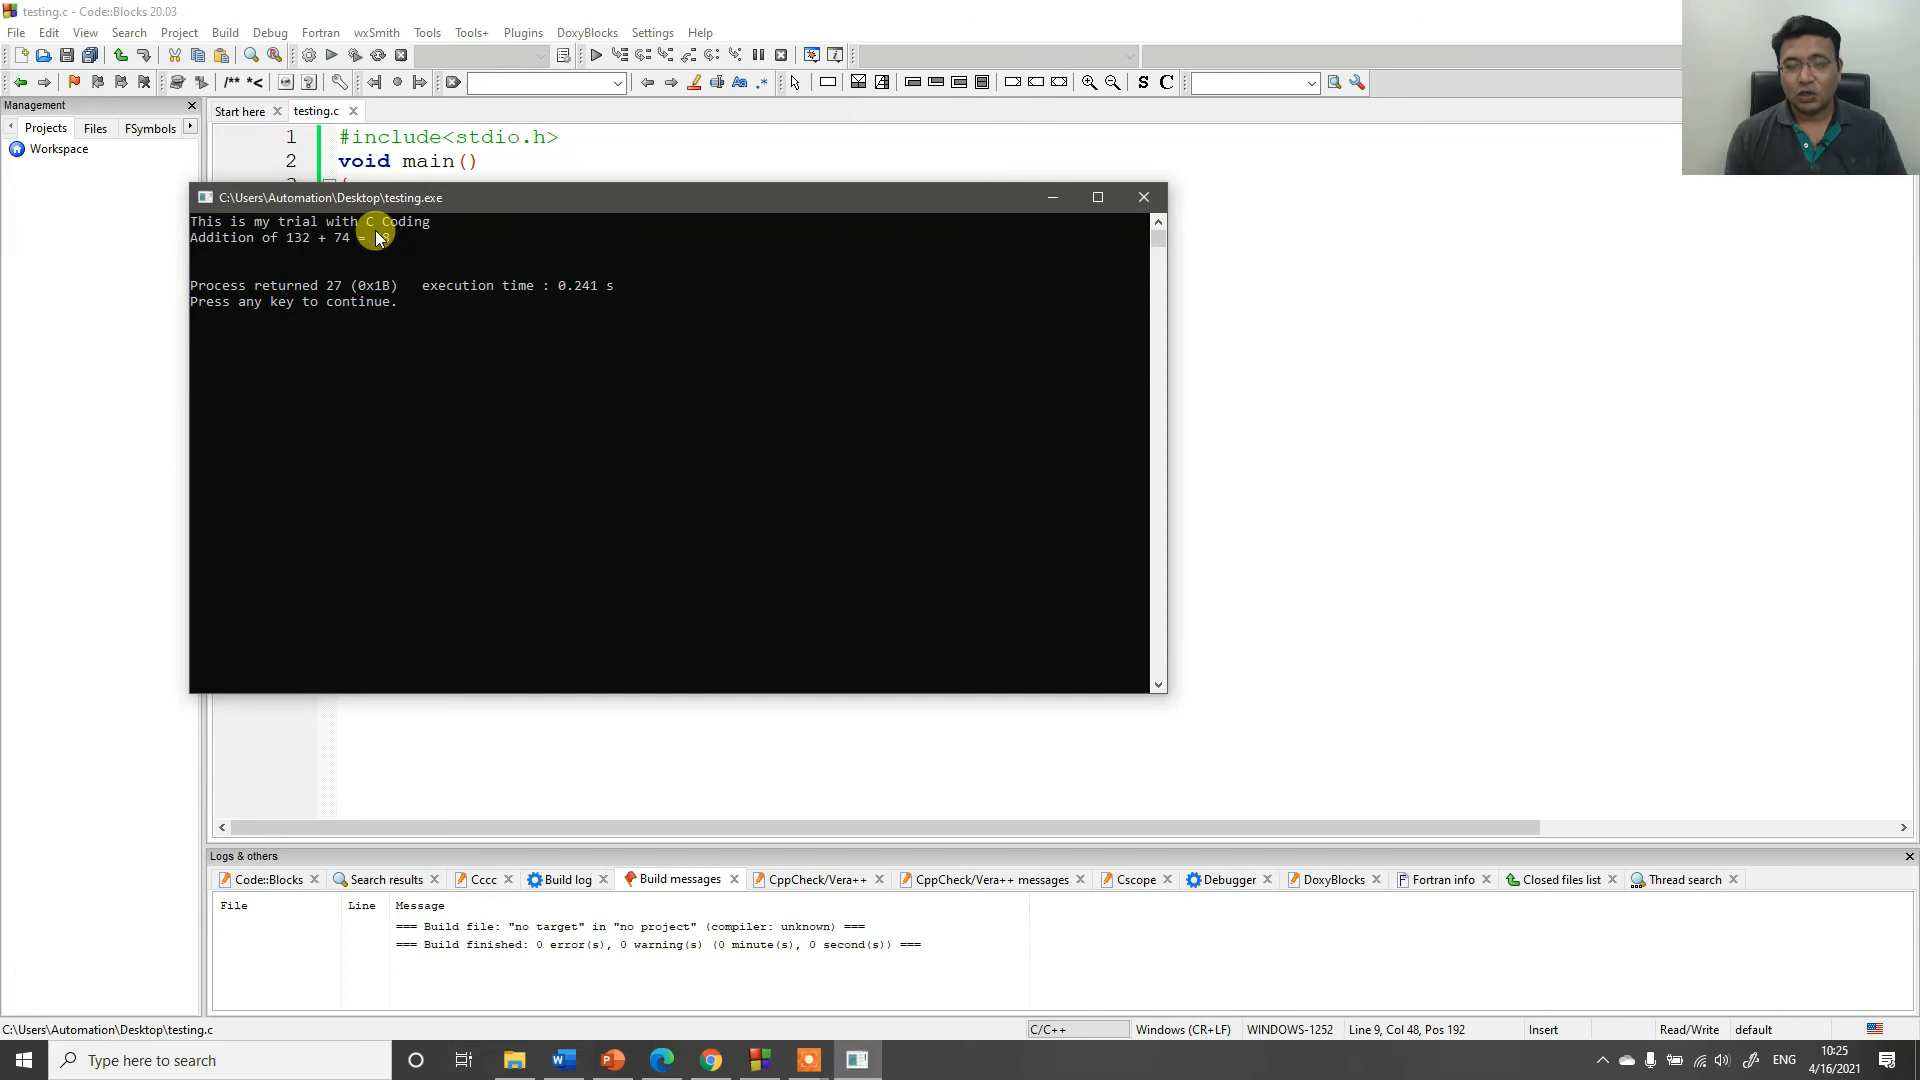 testing.c - Code::Blocks 20.03
File Edit View Search Project Build Debug Fortran wxSmith Tools Tools+ Plugins DoxyBlocks Settings Help
/** *<
Aa .*
S C
Management
Projects Files FSymbols
Workspace
Start here testing.c
1 #include<stdio.h>
2 void main()
C:\Users\Automation\Desktop\testing.exe
This is my trial with C Coding
Addition of 132 + 74 =
Process returned 27 (0x1B) execution time : 0.241 s
Press any key to continue.
Logs & others
Code::Blocks Search results Cccc Build log Build messages CppCheck/Vera++ CppCheck/Vera++ messages Cscope Debugger DoxyBlocks Fortran info Closed files list Thread search
File Line Message
=== Build file: "no target" in "no project" (compiler: unknown) ===
=== Build finished: 0 error(s), 0 warning(s) (0 minute(s), 0 second(s)) ===
C:\Users\Automation\Desktop\testing.c C/C++ Windows (CR+LF) WINDOWS-1252 Line 9, Col 48, Pos 192 Insert Read/Write default
Type here to search
ENG
10:25
4/16/2021